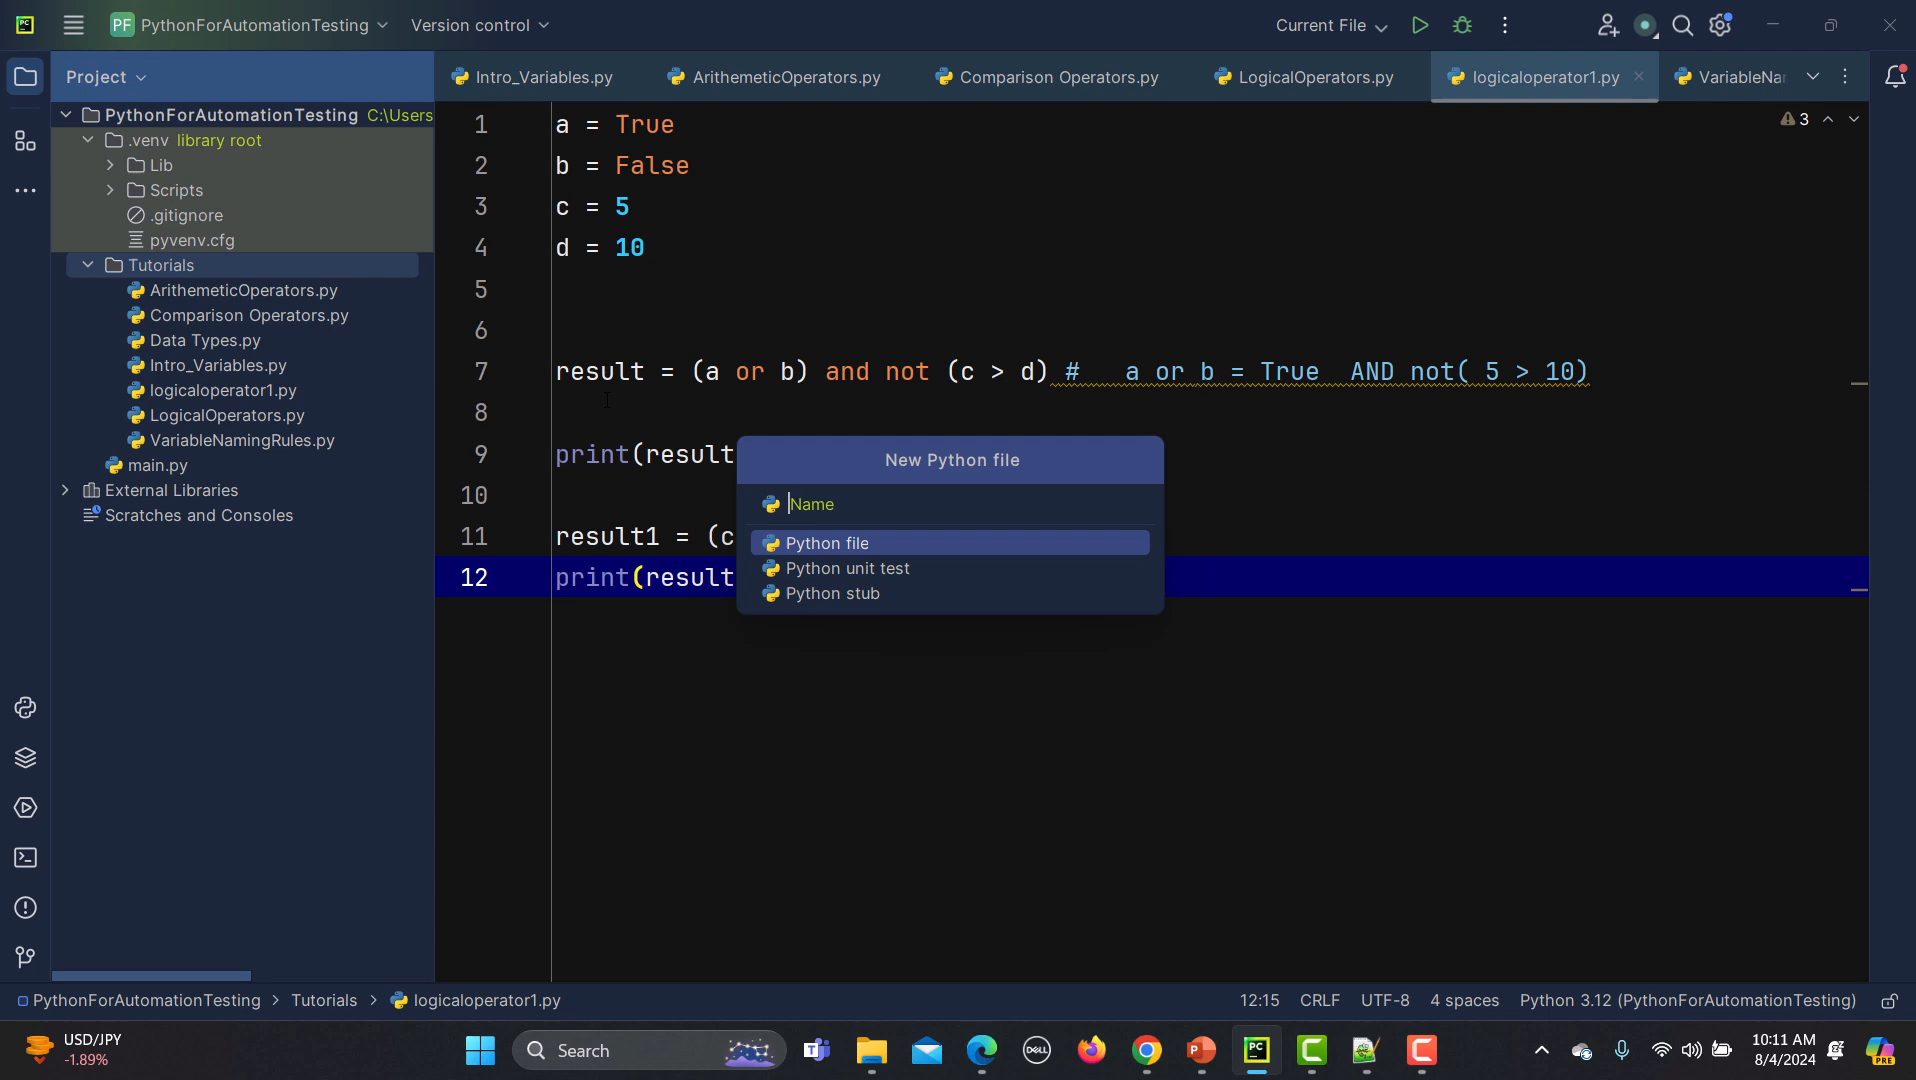 PF PythonForAutomationTesting Version control Current File
Project
Intro_Variables.py ArithemeticOperators.py Comparison Operators.py LogicalOperators.py logicaloperator1.py VariableNar
PythonForAutomationTesting C:\Users
.venv library root
Lib
Scripts
.gitignore
pyvenv.cfg
Tutorials
ArithemeticOperators.py
Comparison Operators.py
Data Types.py
Intro_Variables.py
logicaloperator1.py
LogicalOperators.py
VariableNamingRules.py
main.py
External Libraries
Scratches and Consoles
3
1 a = True
2 b = False
3 c = 5
4 d = 10
5
6
7 result = (a or b) and not (c > d) #   a or b = True  AND not( 5 > 10)
8
9 print(result
10
11 result1 = (c
12 print(result
New Python file
Name
Python file
Python unit test
Python stub
PythonForAutomationTesting > Tutorials > logicaloperator1.py
12:15 CRLF UTF-8 4 spaces Python 3.12 (PythonForAutomationTesting)
USD/JPY
-1.89%
Search
DELL
10:11 AM
8/4/2024
PRE